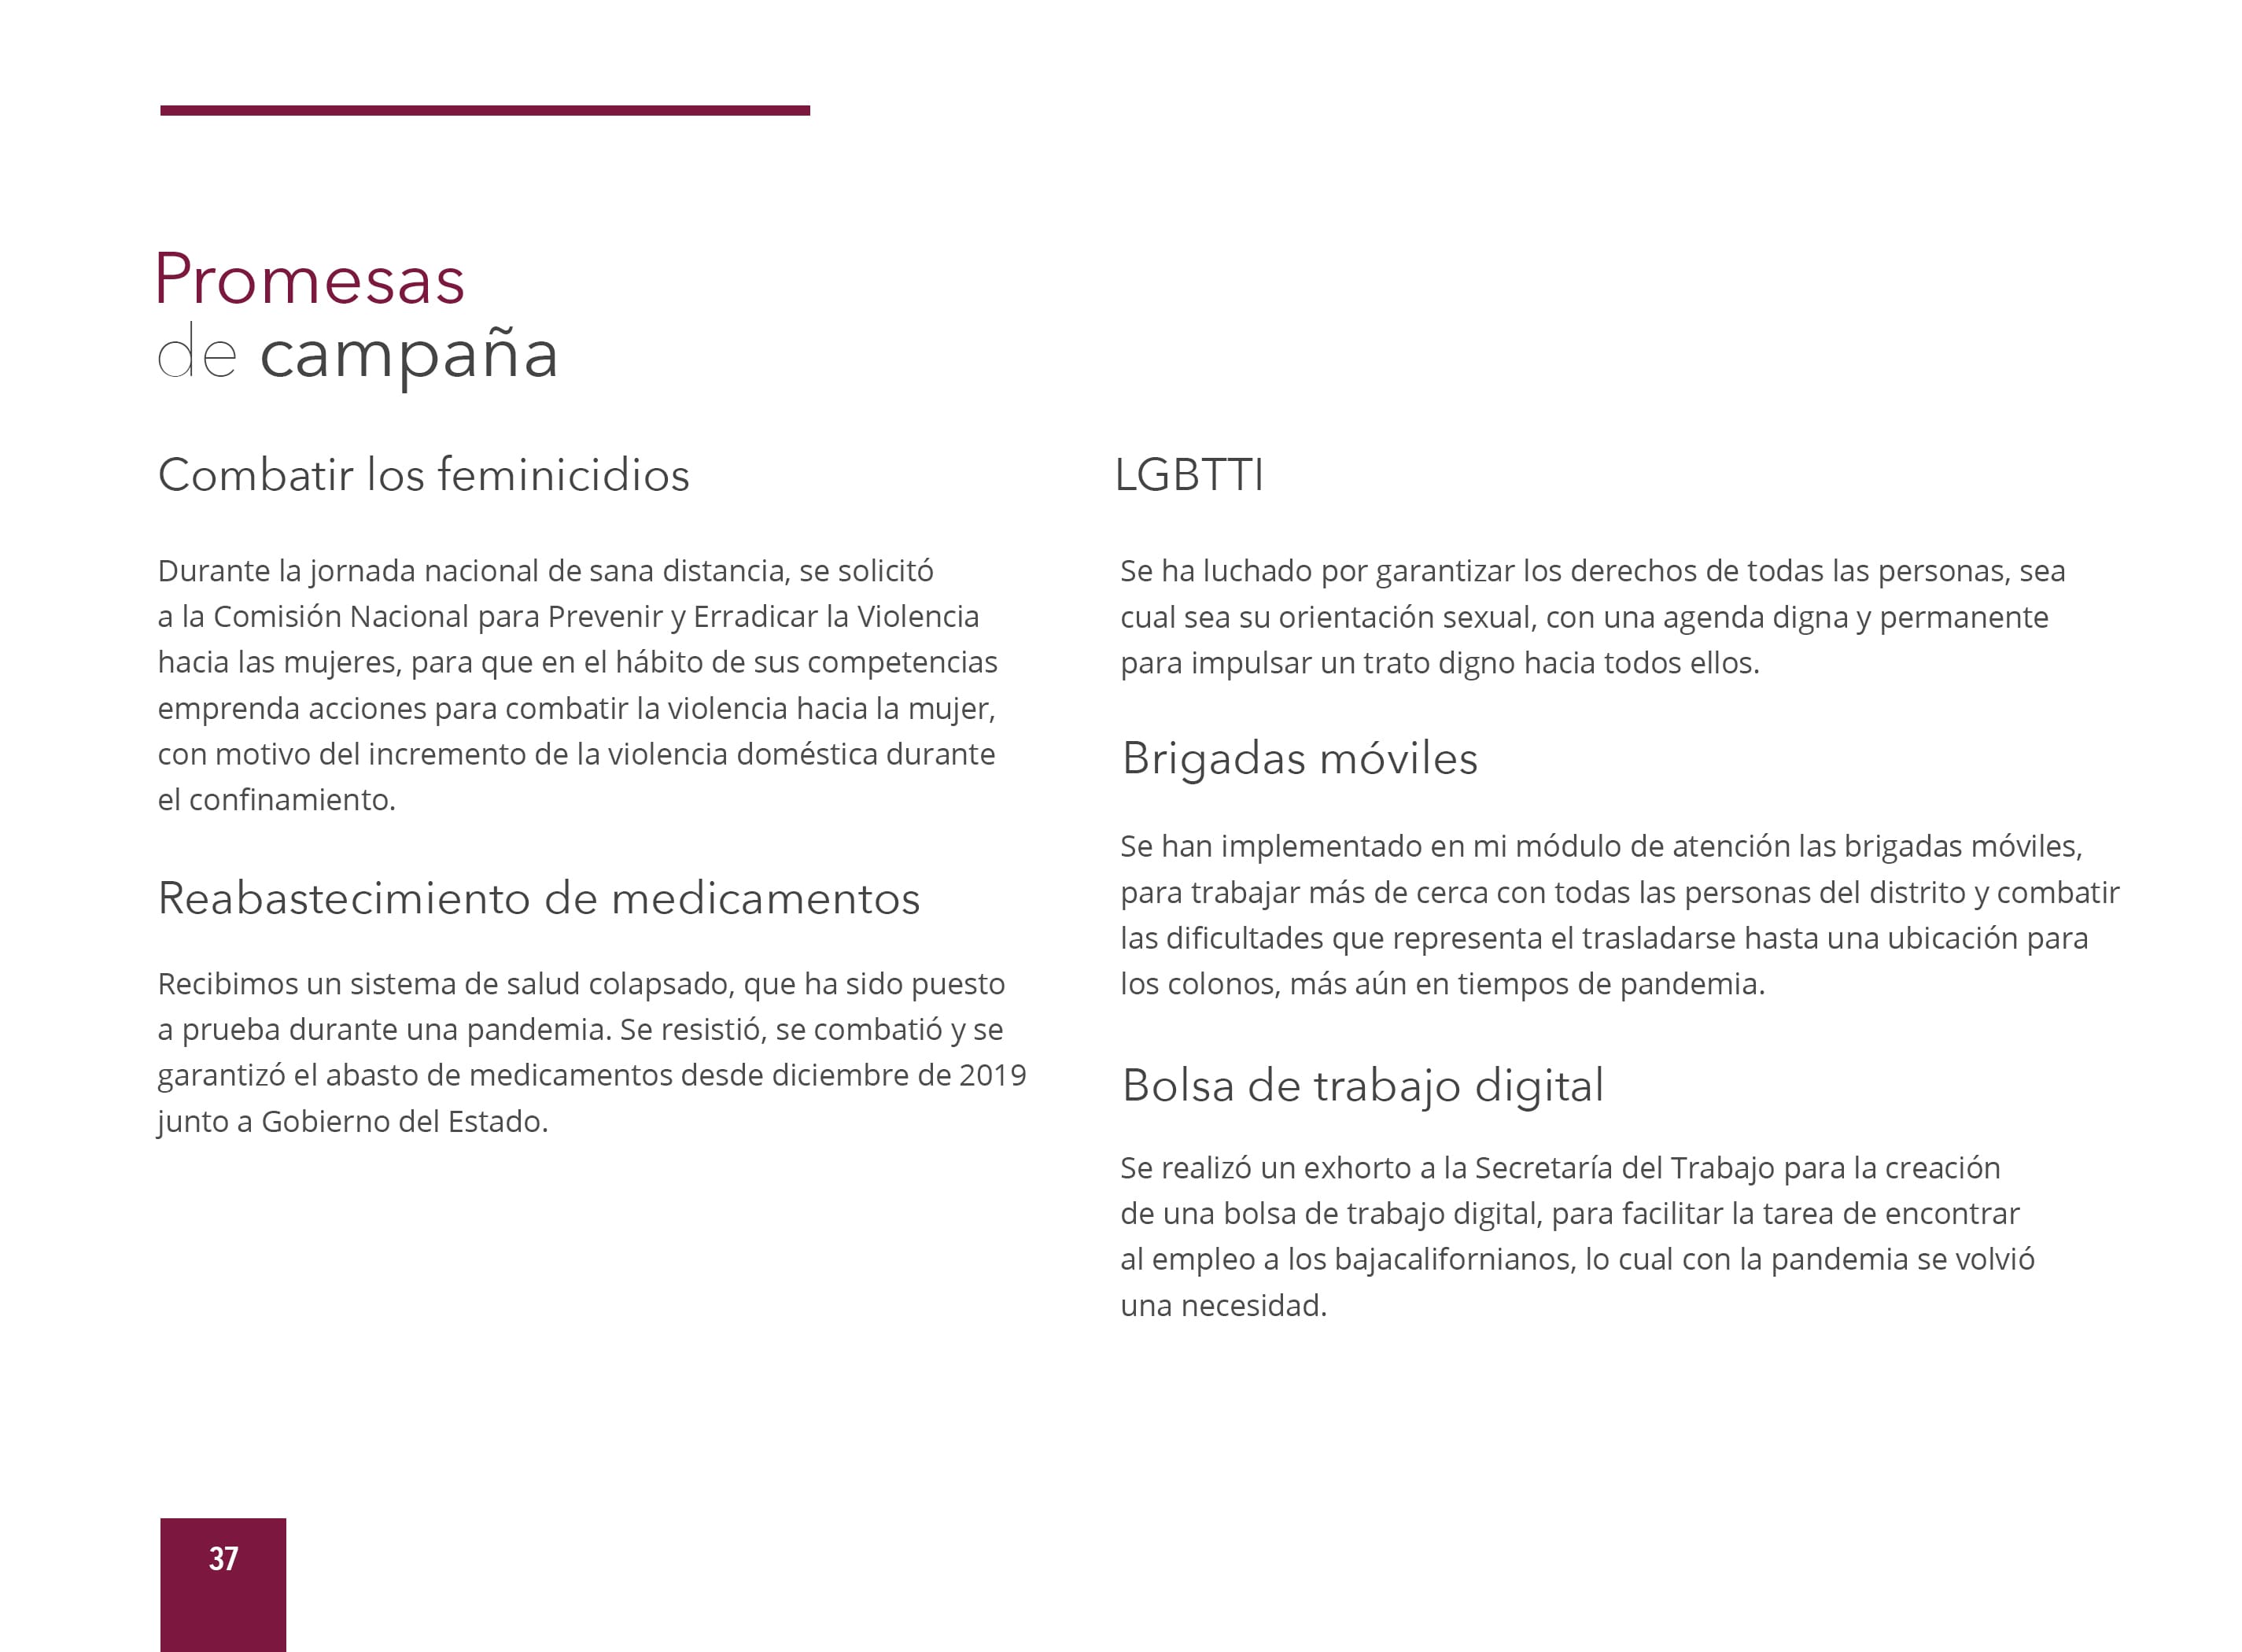 Promesas
de campaña
Combatir los feminicidios
Durante la jornada nacional de sana distancia, se solicitó
a la Comisión Nacional para Prevenir y Erradicar la Violencia
hacia las mujeres, para que en el hábito de sus competencias
emprenda acciones para combatir la violencia hacia la mujer,
con motivo del incremento de la violencia doméstica durante
el confinamiento.
Reabastecimiento de medicamentos
Recibimos un sistema de salud colapsado, que ha sido puesto
a prueba durante una pandemia. Se resistió, se combatió y se
garantizó el abasto de medicamentos desde diciembre de 2019
junto a Gobierno del Estado.
LGBTTI
Se ha luchado por garantizar los derechos de todas las personas, sea
cual sea su orientación sexual, con una agenda digna y permanente
para impulsar un trato digno hacia todos ellos.
Brigadas móviles
Se han implementado en mi módulo de atención las brigadas móviles,
para trabajar más de cerca con todas las personas del distrito y combatir
las dificultades que representa el trasladarse hasta una ubicación para
los colonos, más aún en tiempos de pandemia.
Bolsa de trabajo digital
Se realizó un exhorto a la Secretaría del Trabajo para la creación
de una bolsa de trabajo digital, para facilitar la tarea de encontrar
al empleo a los bajacalifornianos, lo cual con la pandemia se volvió
una necesidad.
37